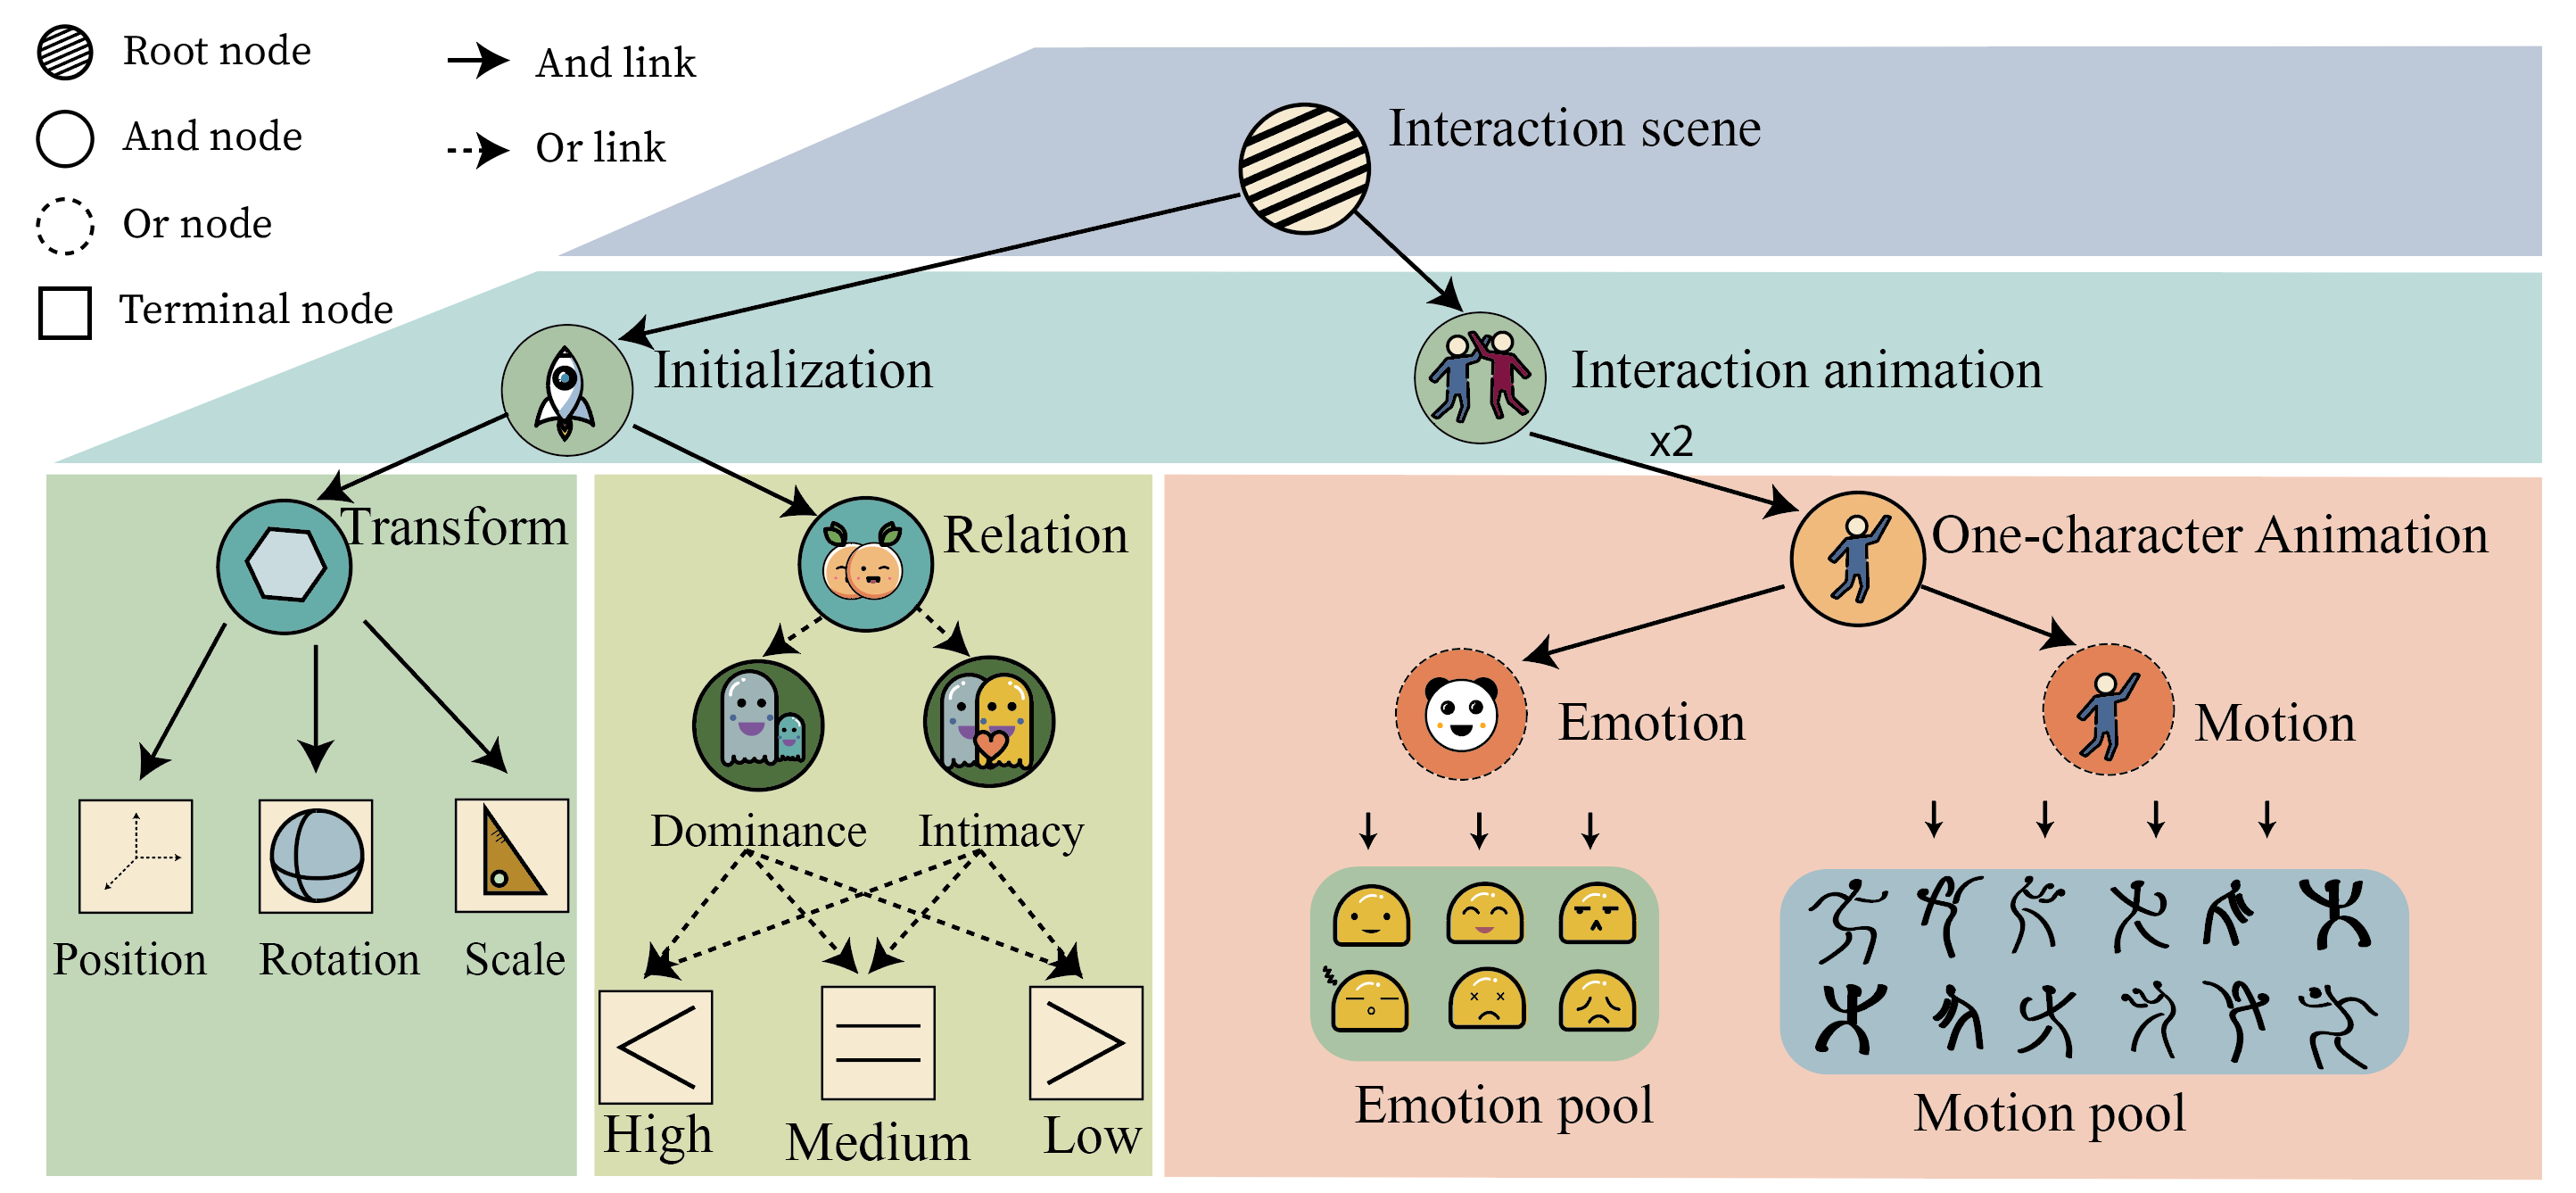 Root node
And link
And node
Or link
Or node
Terminal node
Interaction scene
Initialization
Interaction animation
x2
Transform
Relation
One-character Animation
Emotion
Motion
Dominance
Intimacy
Position
Rotation
Scale
High
Medium
Low
Emotion pool
Motion pool